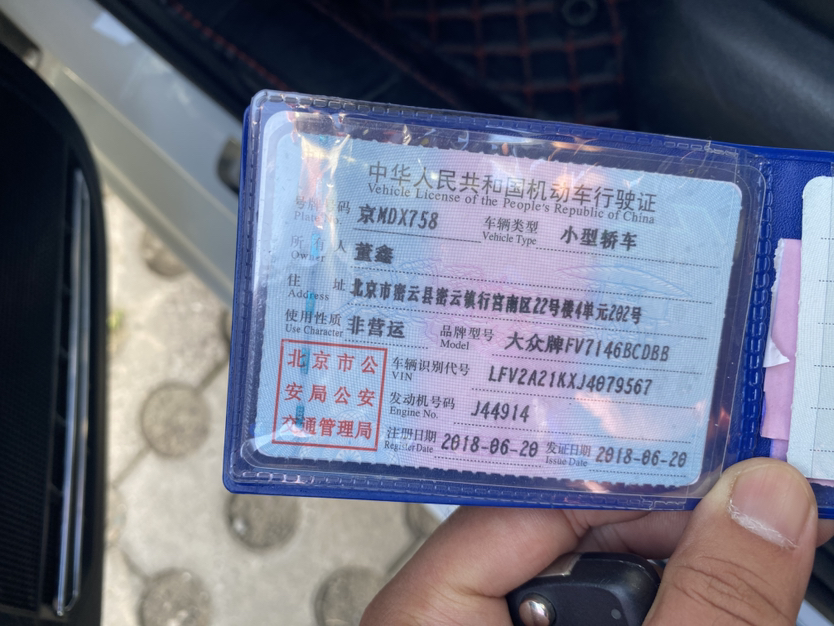 中华人民共和国机动车行驶证
Vehicle License of the People's Republic of China
号牌号码 京MDX758 车辆类型 小型轿车
Plate No. Vehicle Type
所有人 董鑫
Owner
住址 北京市密云县密云镇行宫南区22号楼4单元202号
Address
使用性质 非营运 品牌型号 大众牌FV7146BCDBB
Use Character Model
车辆识别代号 LFV2A21KXJ4079567
VIN
发动机号码 J44914
Engine No.
注册日期 2018-06-20 发证日期 2018-06-20
Register Date Issue Date
北京市公
安局公安
交通管理局